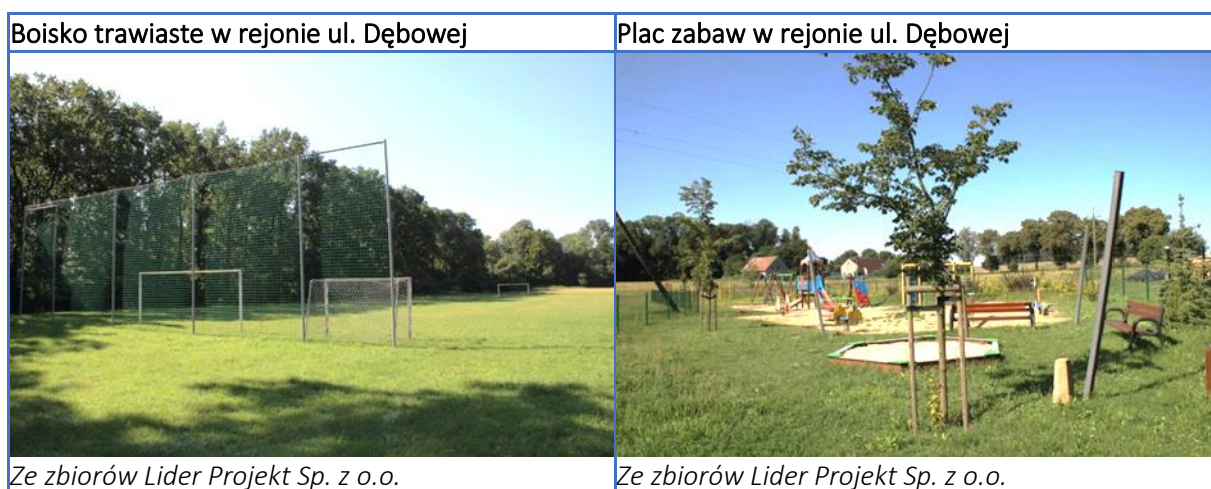 Boisko trawiaste w rejonie ul. Dębowej
Plac zabaw w rejonie ul. Dębowej
Ze zbiorów Lider Projekt Sp. z o.o.
Ze zbiorów Lider Projekt Sp. z o.o.